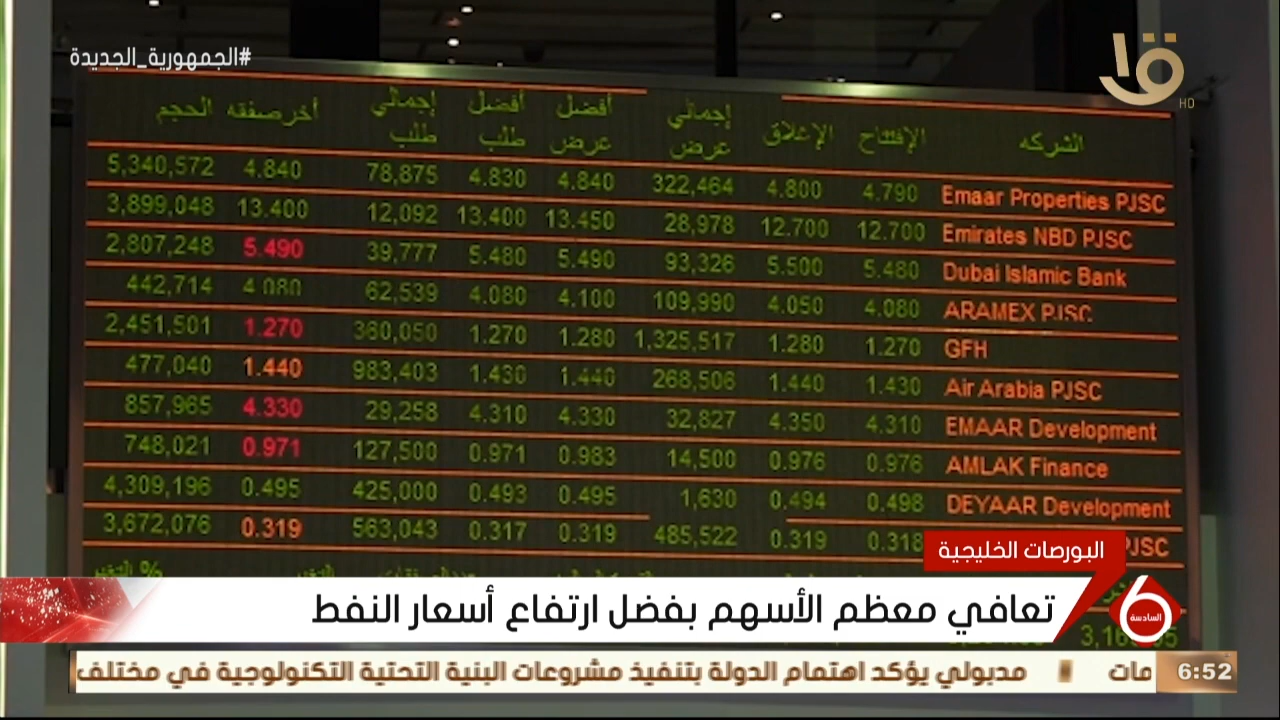 #الجمهورية_الجديدة
HD
الشركه الإفتتاح الإغلاق إجمالي عرض أفضل عرض أفضل طلب إجمالي طلب أخر صفقه الحجم
Emaar Properties PJSC 4.790 4.800 322,464 4.840 4.830 78,875 4.840 5,340,572
Emirates NBD PJSC 12.700 12.700 28,978 13.450 13.400 12,092 13.400 3,899,048
Dubai Islamic Bank 5.480 5.500 93,326 5.490 5.480 39,777 5.490 2,807,248
ARAMEX PJSC 4.080 4.050 109,990 4.100 4.080 62,539 4.080 442,714
GFH 1.270 1.280 1,325,517 1.280 1.270 360,050 1.270 2,451,501
Air Arabia PJSC 1.430 1.440 268,506 1.440 1.430 983,403 1.440 477,040
EMAAR Development 4.310 4.350 32,827 4.330 4.310 29,258 4.330 857,965
AMLAK Finance 0.976 0.976 14,500 0.983 0.971 127,500 0.971 748,021
DEYAAR Development 0.498 0.494 1,630 0.495 0.493 425,000 0.495 4,309,196
PJSC 0.318 0.319 485,522 0.319 0.317 563,043 0.319 3,672,076
البورصات الخليجية
تعافي معظم الأسهم بفضل ارتفاع أسعار النفط
السادسة
6:52 مات مدبولي يؤكد اهتمام الدولة بتنفيذ مشروعات البنية التحتية التكنولوجية في مختلف